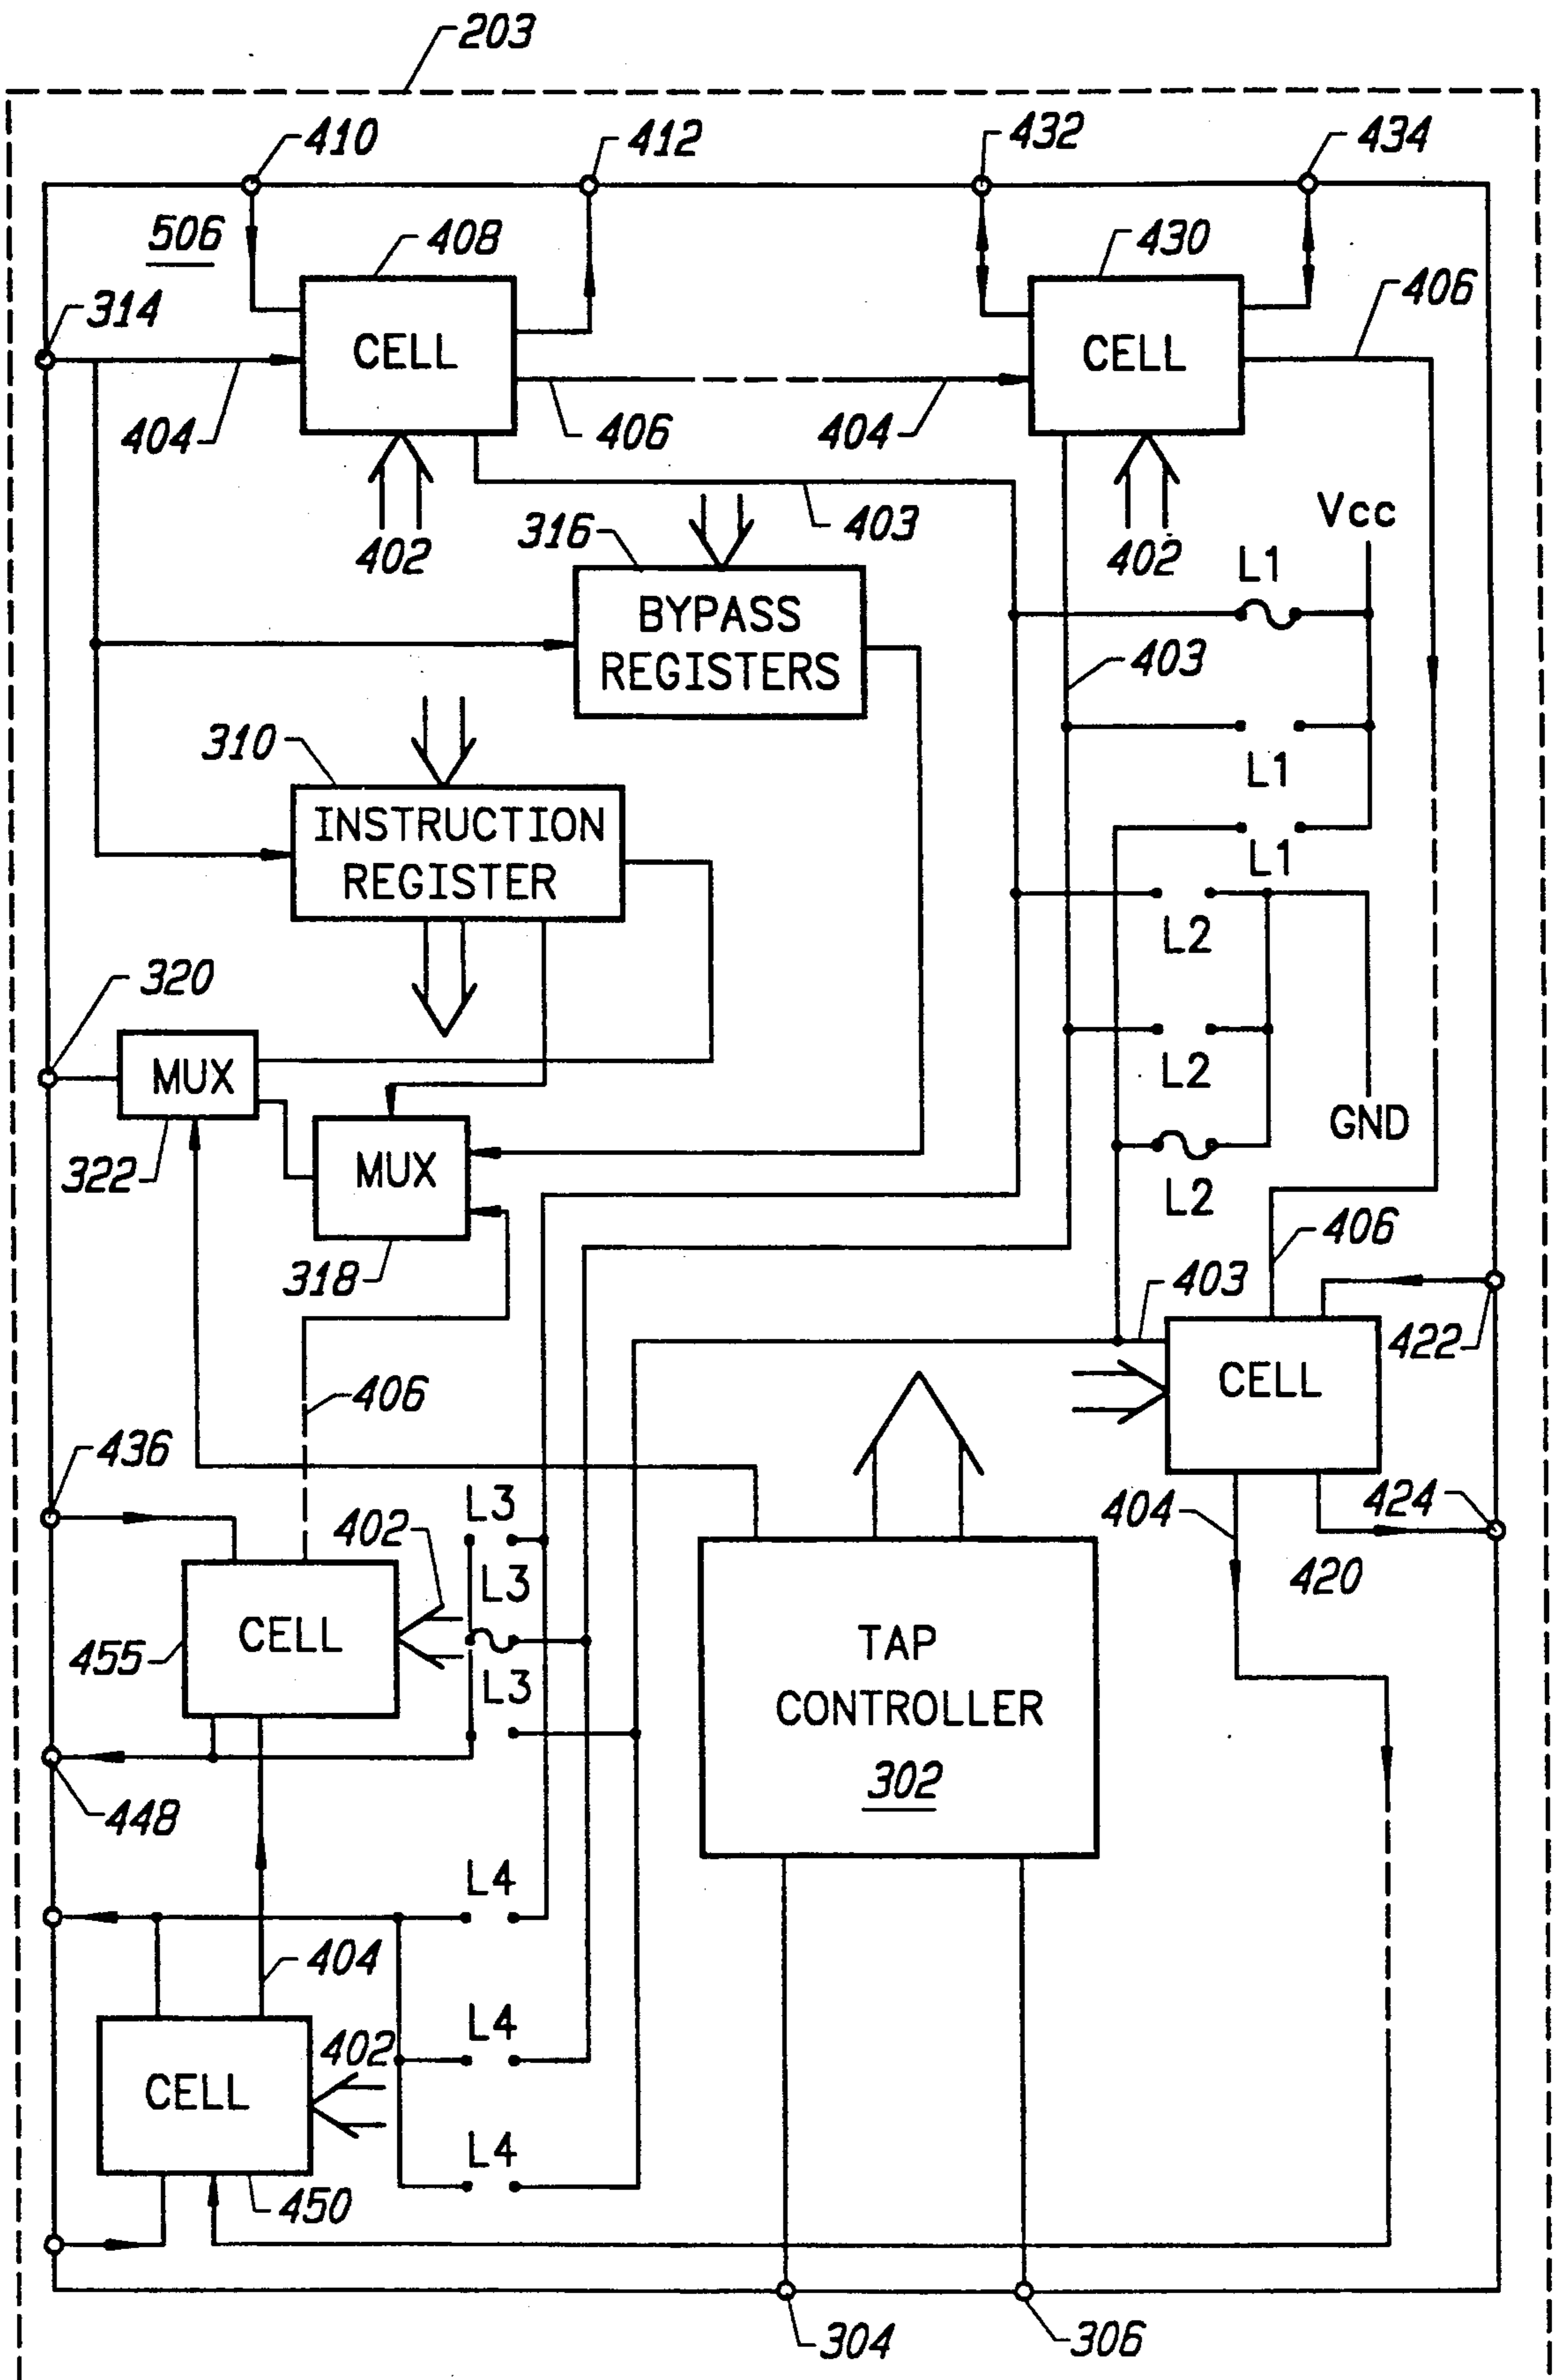 203
410
412
432
434
506
408
430
406
314
CELL
CELL
404
406
404
402
403
402
Vcc
316
L1
BYPASS
REGISTERS
403
310
L1
INSTRUCTION
REGISTER
L1
L2
320
MUX
L2
GND
322
MUX
L2
318
406
403
422
CELL
406
436
L3
402
404
424
L3
420
CELL
TAP
CONTROLLER
302
455
L3
448
L4
404
L4
402
CELL
L4
450
304
306